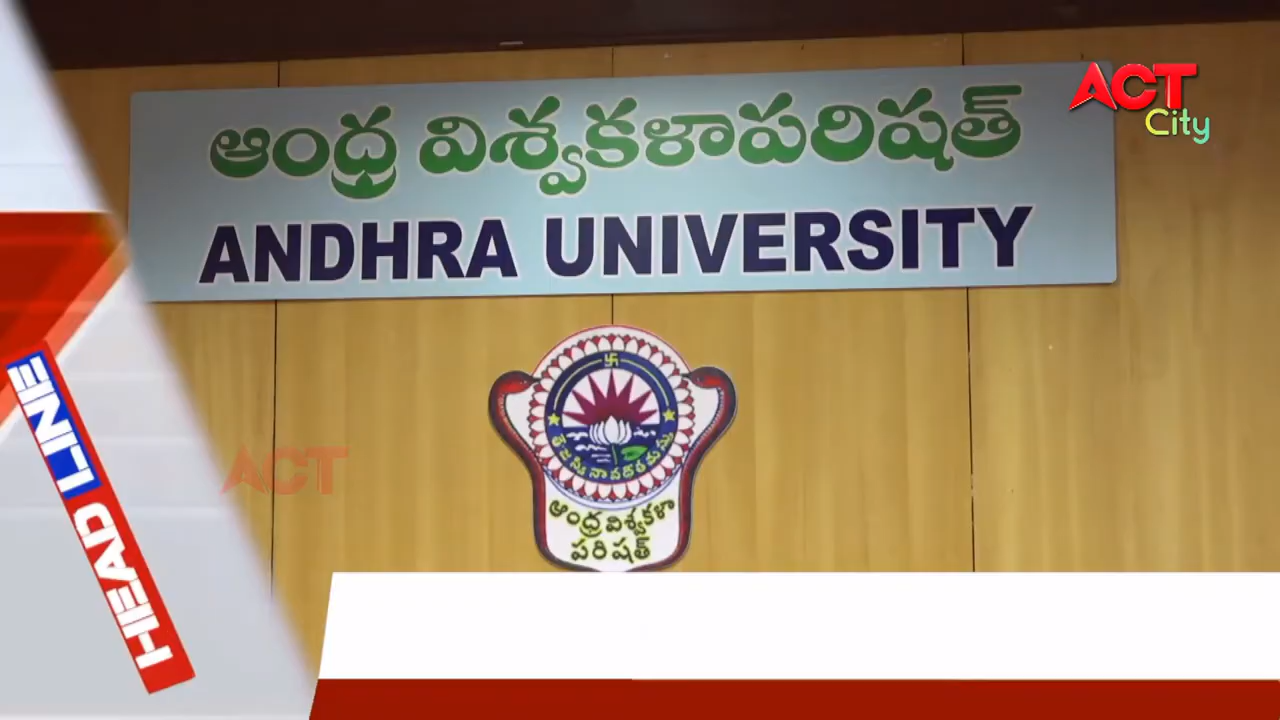 ఆంధ్ర విశ్వకళాపరిషత్
ANDHRA UNIVERSITY
ACT
City
HEAD LINE
ACT
ఆంధ్ర విశ్వకళా
పరిషత్